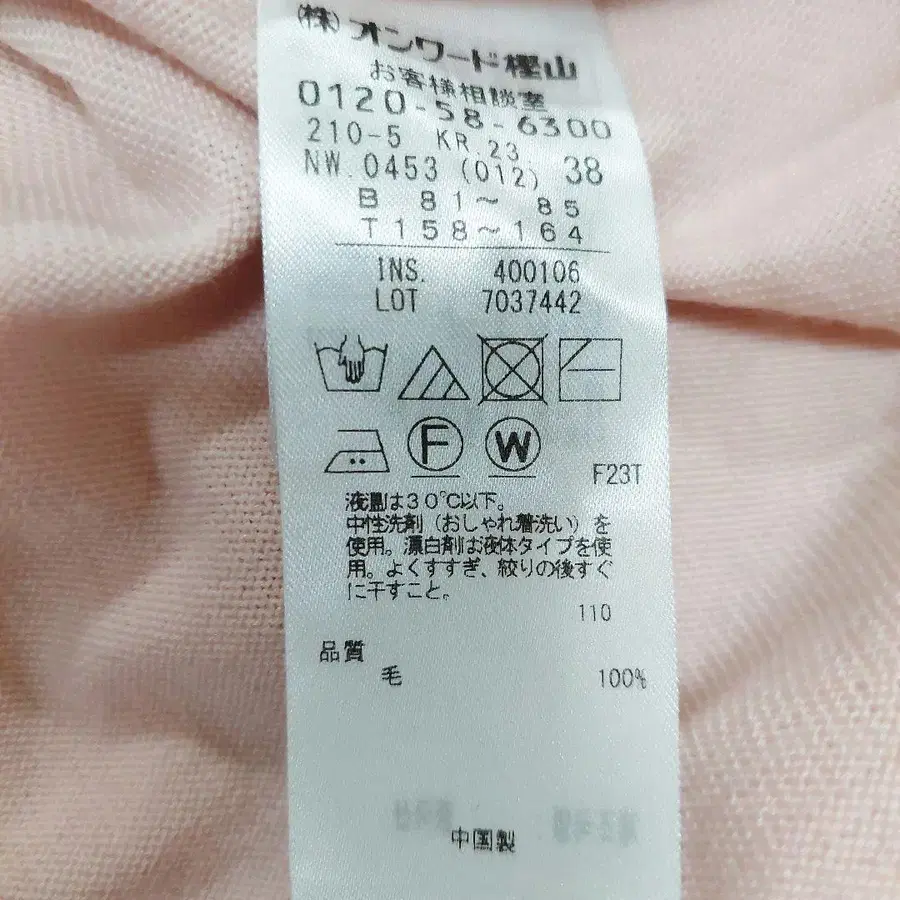 (株)オンワード樫山
お客様相談室
0120-58-6300
210-5 KR.23
NW.0453 (012) 38
B 81～ 85
T158～164
INS. 400106
LOT 7037442
F W
F23T
液温は30℃以下。
中性洗剤（おしゃれ着洗い）を
使用。漂白剤は液体タイプを使
用。よくすすぎ、絞りの後すぐ
に干すこと。
110
品質
毛 100%
中国製